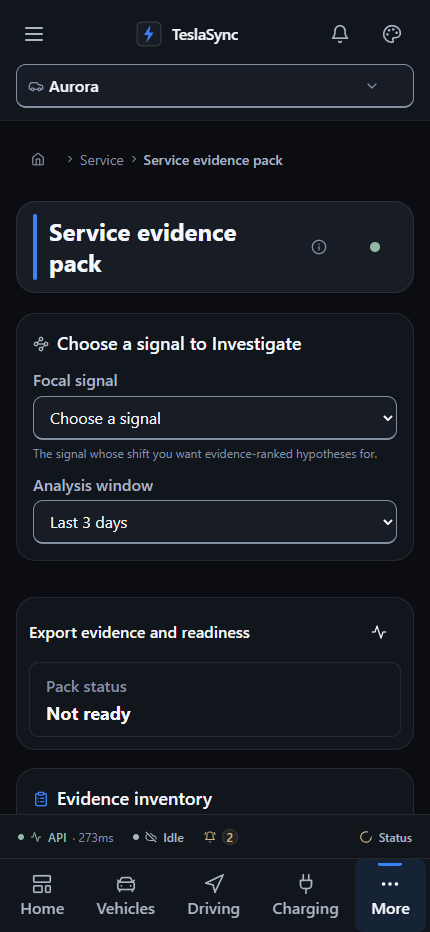 TeslaSync
Aurora
Service
Service evidence pack
Service evidence
pack
Choose a signal to Investigate
Focal signal
Choose a signal
The signal whose shift you want evidence-ranked hypotheses for.
Analysis window
Last 3 days
Export evidence and readiness
Pack status
Not ready
Evidence inventory
API · 273ms
Idle
2
Status
Home
Vehicles
Driving
Charging
More